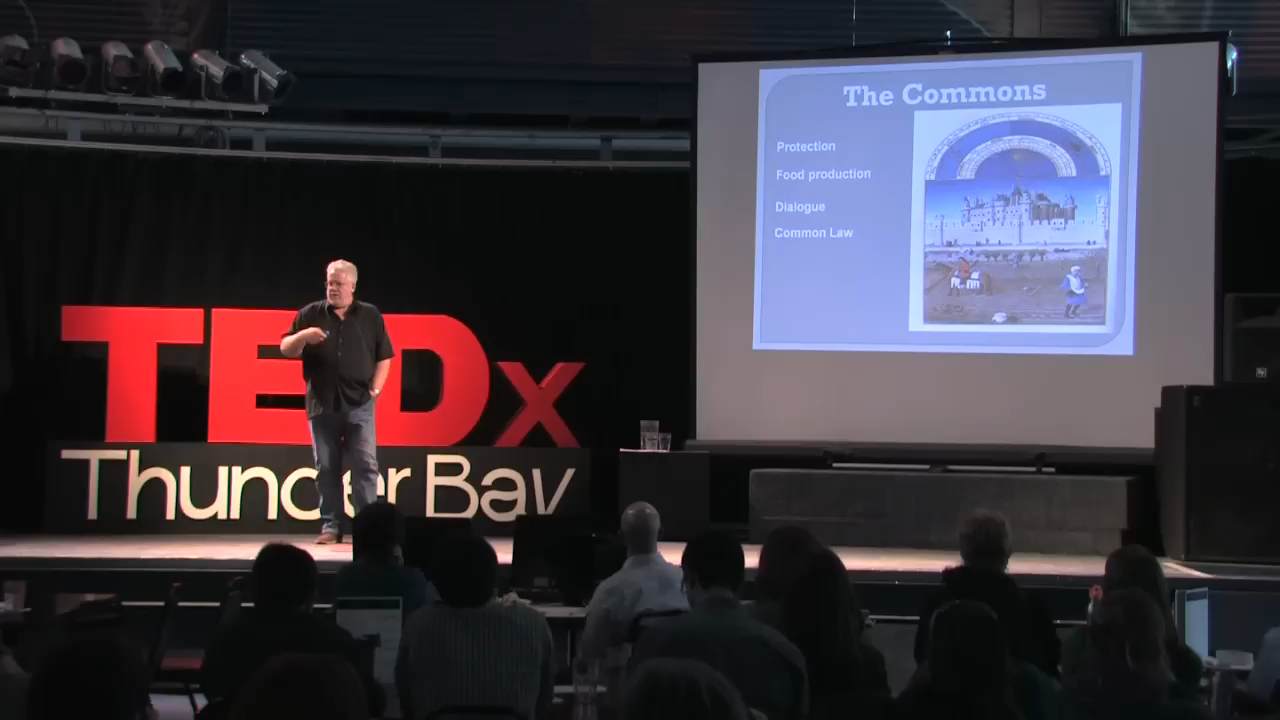 The Commons
Protection
Food production
Dialogue
Common Law
TEDx
Thunder Bay